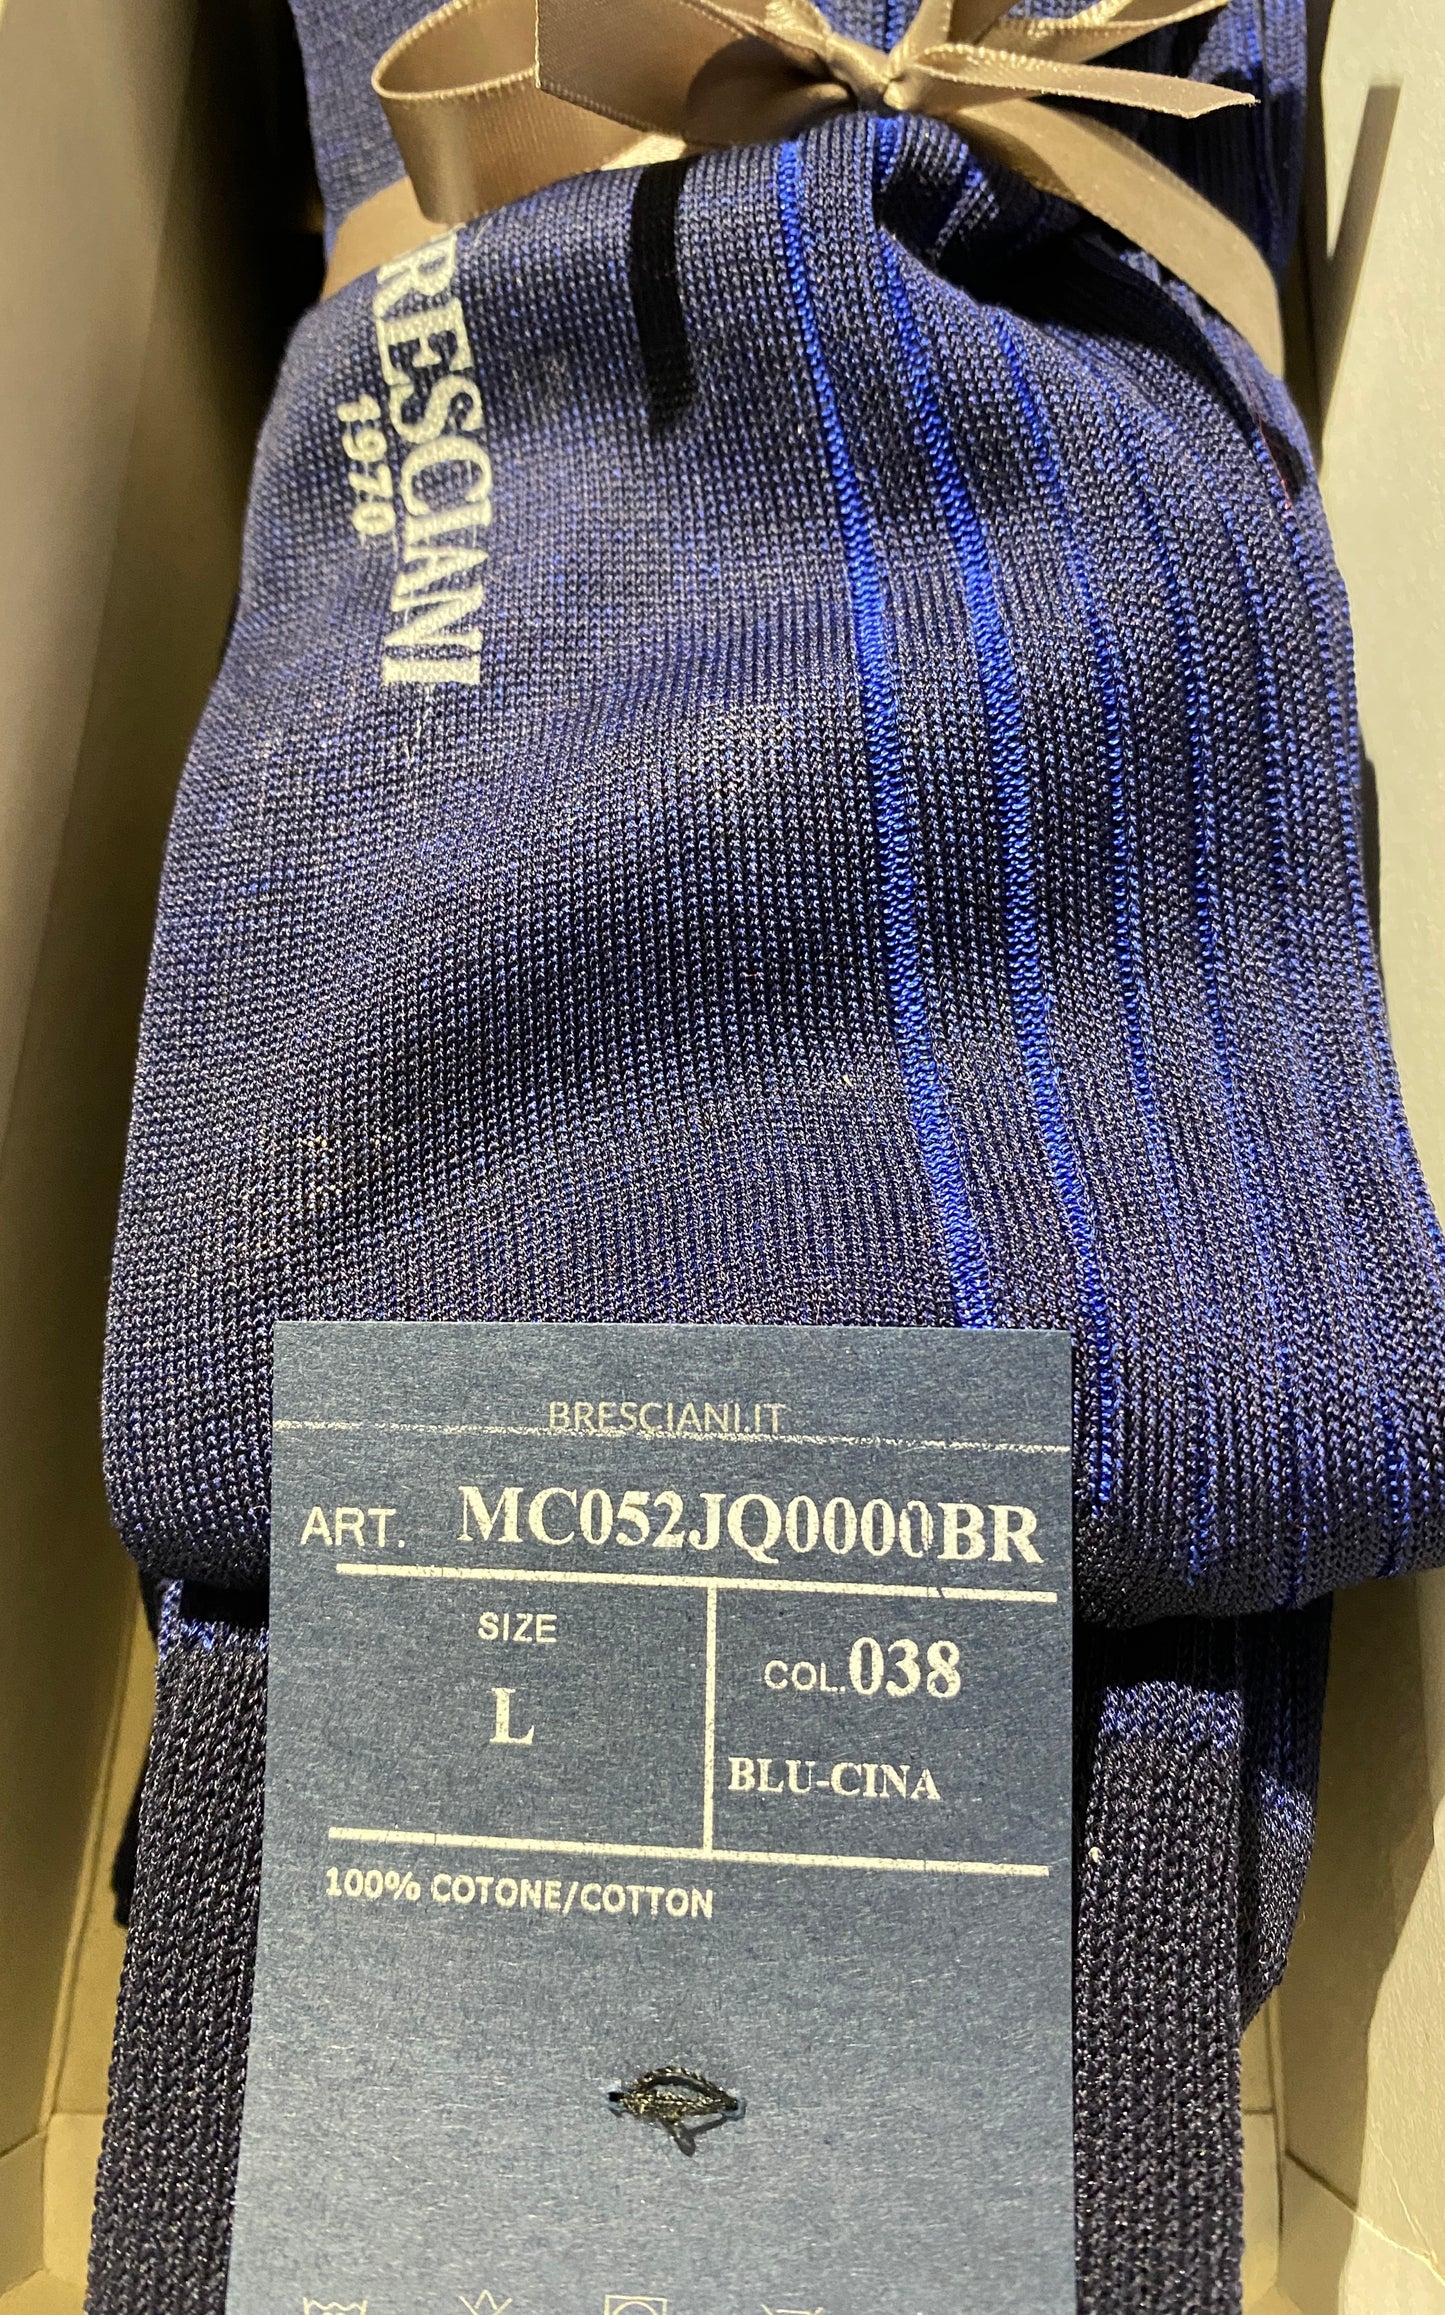 RESCIANI
1970
BRESCIANI.IT
ART. MC052JQ0000BR
SIZE
L
COL. 038
BLU-CINA
100% COTONE/COTTON